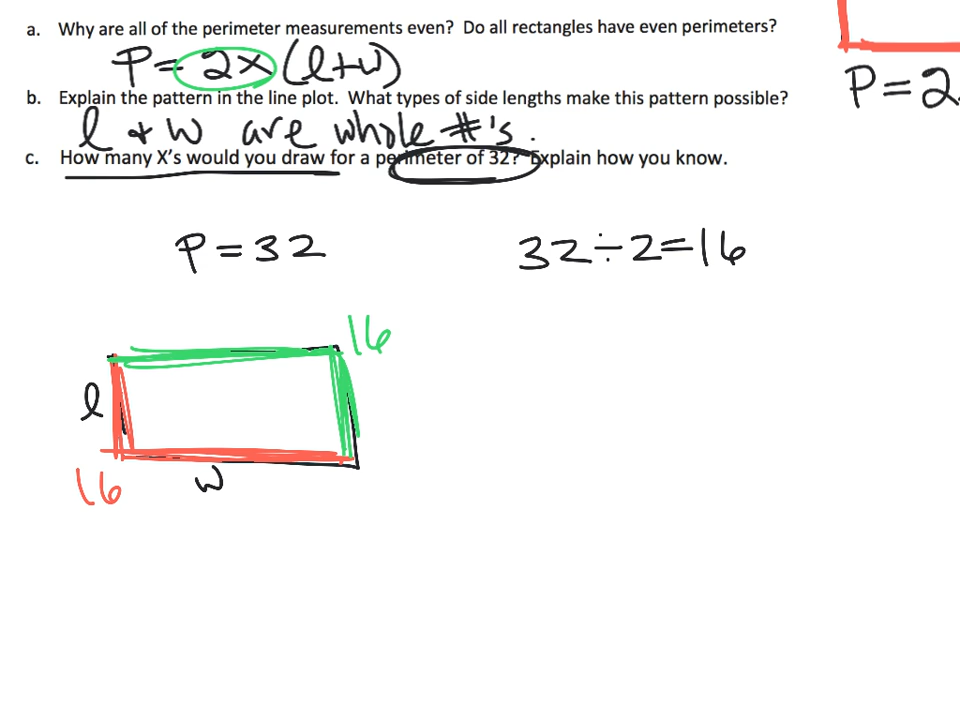 a. Why are all of the perimeter measurements even? Do all rectangles have even perimeters?
P=2x(l+w)
P=2
b. Explain the pattern in the line plot. What types of side lengths make this pattern possible?
l & w are whole #'s.
c. How many X's would you draw for a perimeter of 32? Explain how you know.
P=32
32÷2=16
16
l
16
w